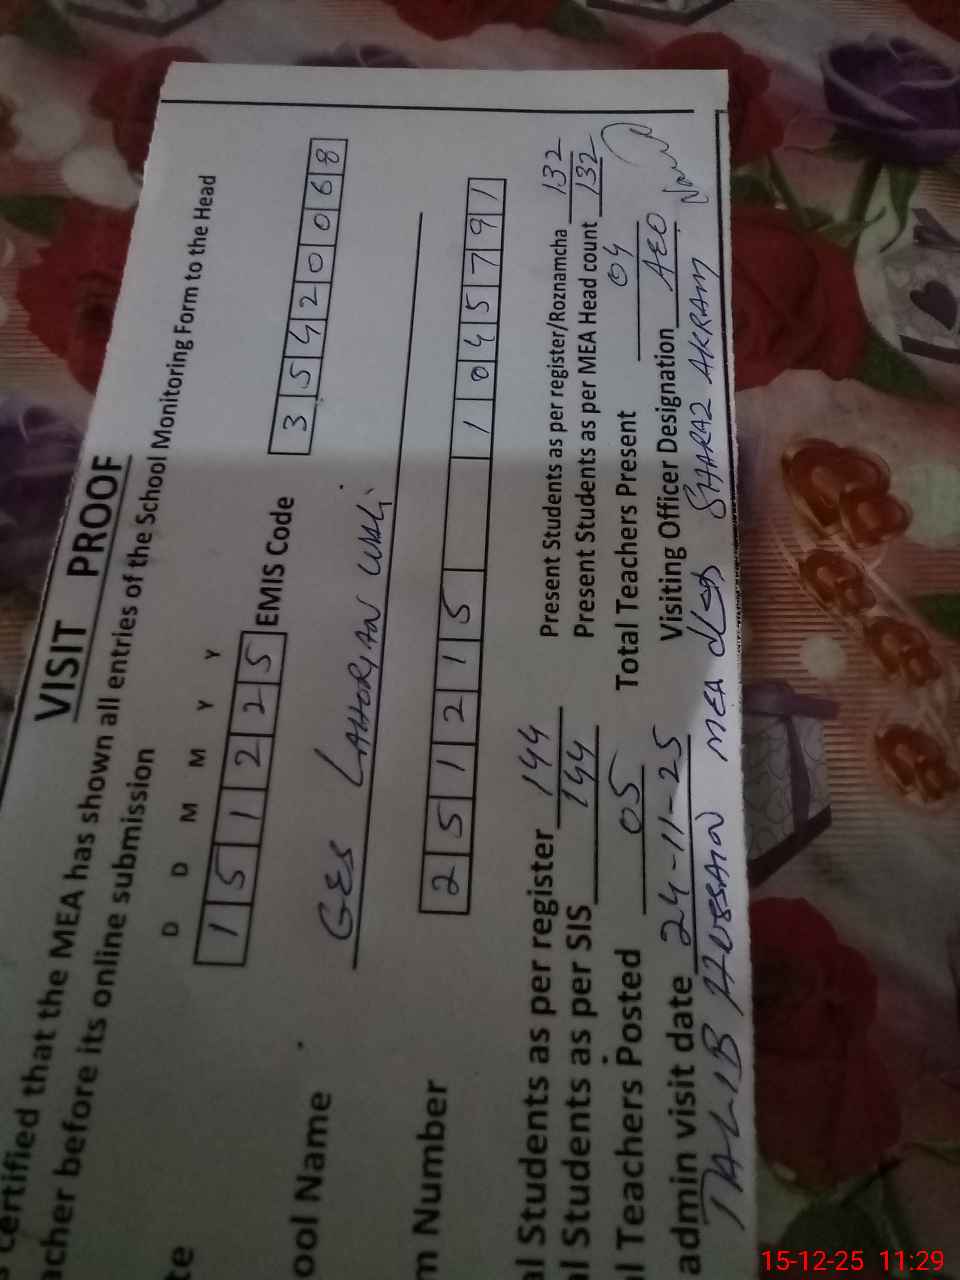 VISIT PROOF
certified that the MEA has shown all entries of the School Monitoring Form to the Head
acher before its online submission
D D M M Y Y
te 1 5 1 2 2 5 EMIS Code 3 5 4 2 0 0 6 8
ool Name GES LAHORIAN WALI
m Number 2 5 1 2 1 5 1 0 4 5 7 9 1
al Students as per register 144 Present Students as per register/Roznamcha 132
al Students as per SIS 144 Present Students as per MEA Head count 132
l Teachers Posted 05 Total Teachers Present 04
admin visit date 24-11-25 Visiting Officer Designation AEO
TALIB HUSSAIN MEA SHARAZ AKRAM
15-12-25 11:29